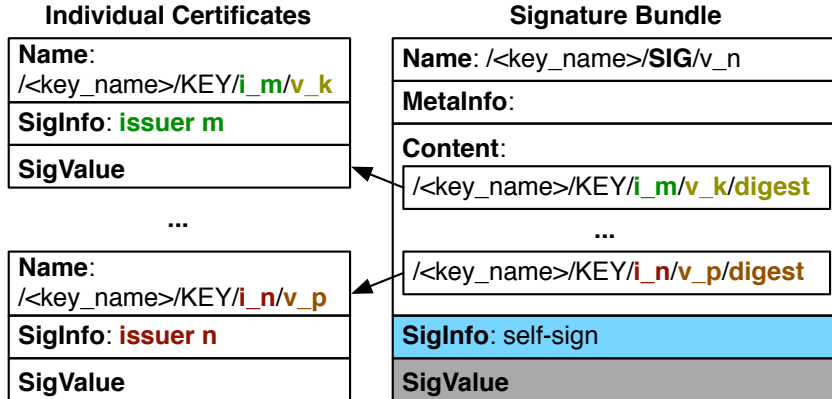 Individual Certificates
Name:
/<key_name>/KEY/i_m/v_k
SigInfo: issuer m
SigValue
...
Name:
/<key_name>/KEY/i_n/v_p
SigInfo: issuer n
SigValue
Signature Bundle
Name: /<key_name>/SIG/v_n
MetaInfo:
Content:
/<key_name>/KEY/i_m/v_k/digest
...
/<key_name>/KEY/i_n/v_p/digest
SigInfo: self-sign
SigValue